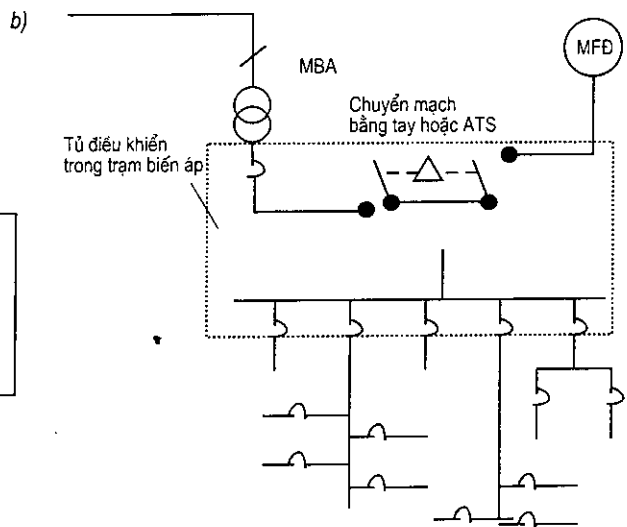 b)
MFĐ
MBA
Chuyển mạch
bằng tay hoặc ATS
Tủ điều khiển
trong trạm biến áp